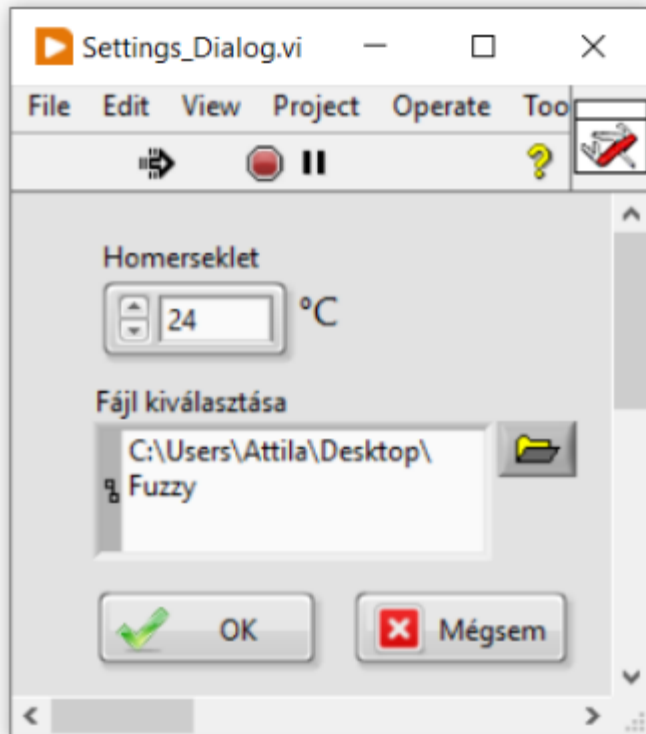 Settings_Dialog.vi
File Edit View Project Operate Too
Homerseklet
24 °C
Fájl kiválasztása
C:\Users\Attila\Desktop\
Fuzzy
OK Mégsem